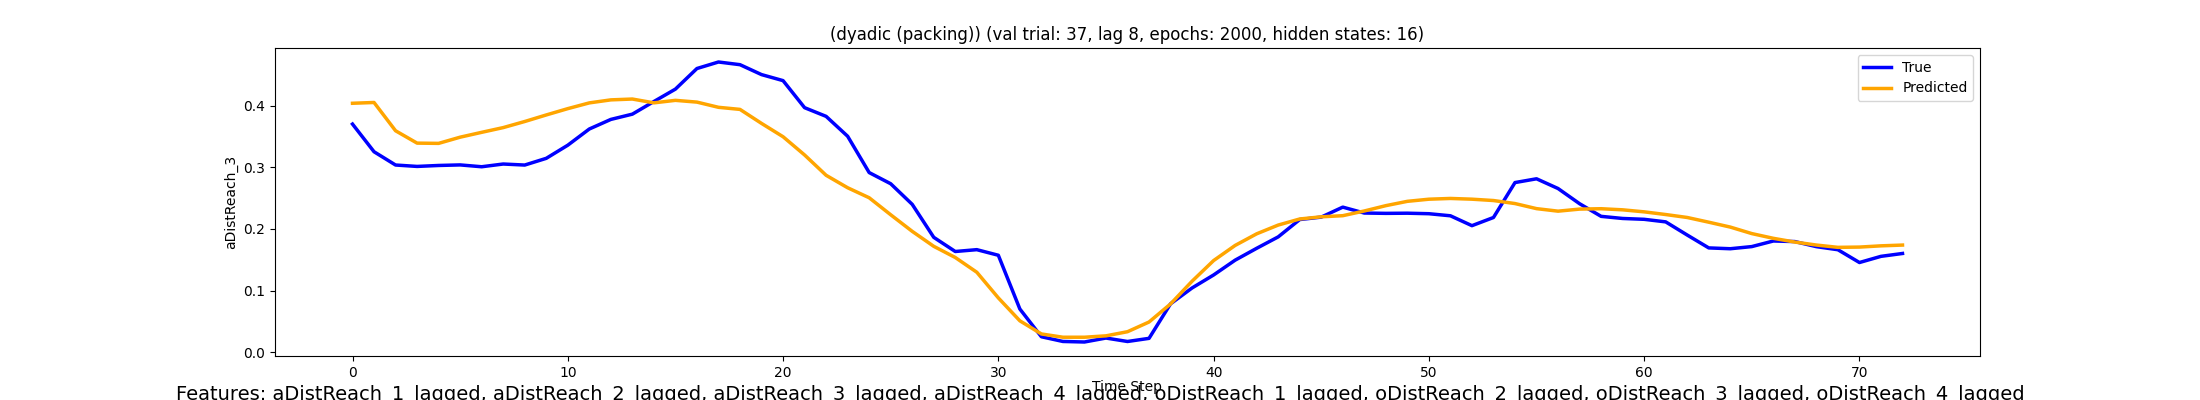 (dyadic (packing)) (val trial: 37, lag 8, epochs: 2000, hidden states: 16)
True
Predicted
aDistReach_3
0.4
0.3
0.2
0.1
0.0
0 10 20 30 40 50 60 70
Time Step
Features: aDistReach_1_lagged, aDistReach_2_lagged, aDistReach_3_lagged, aDistReach_4_lagged, oDistReach_1_lagged, oDistReach_2_lagged, oDistReach_3_lagged, oDistReach_4_lagged